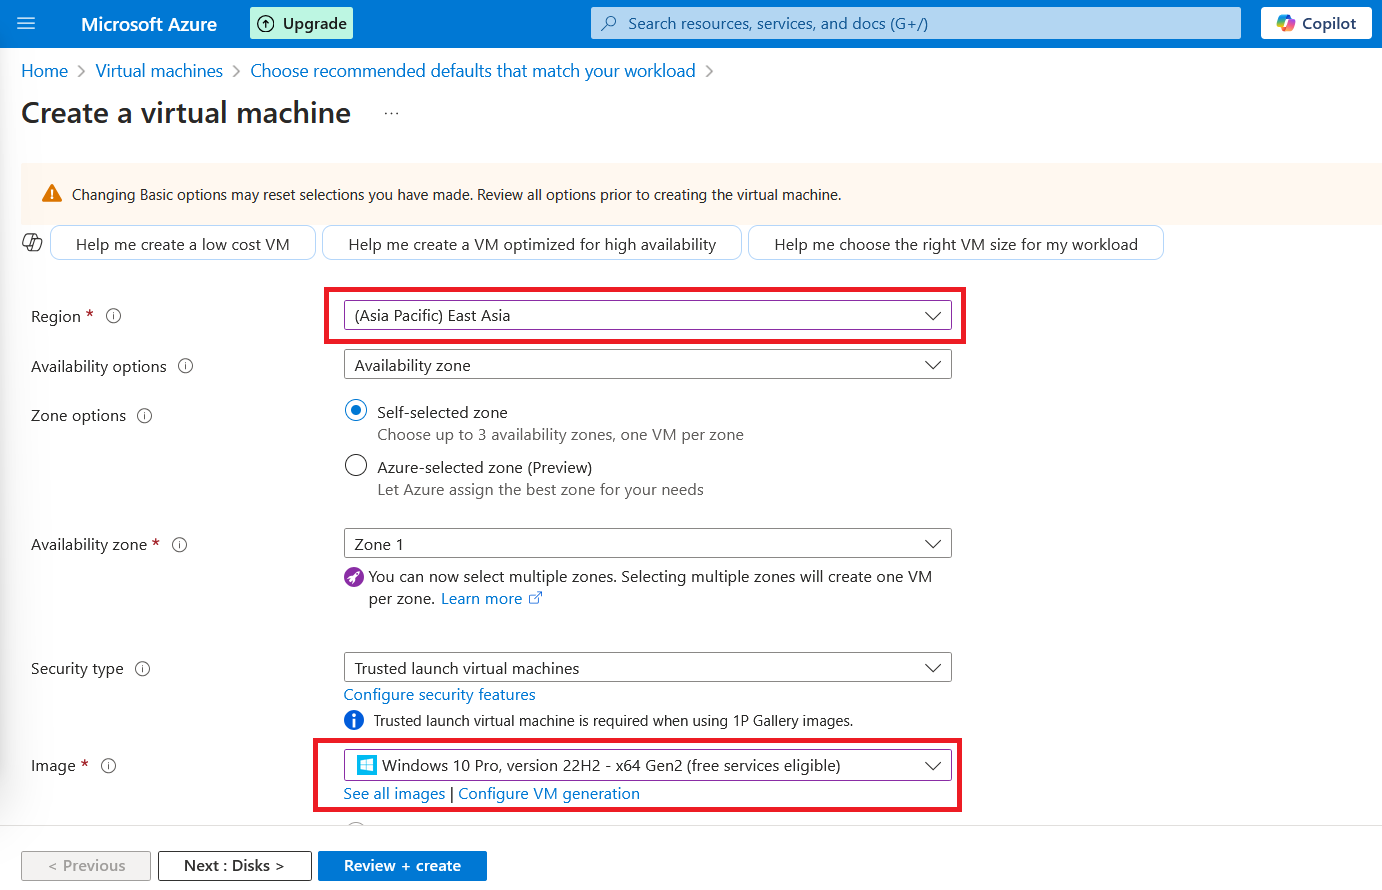 Microsoft Azure
Upgrade
Search resources, services, and docs (G+/)
Copilot
Home > Virtual machines > Choose recommended defaults that match your workload >
Create a virtual machine ...
Changing Basic options may reset selections you have made. Review all options prior to creating the virtual machine.
Help me create a low cost VM
Help me create a VM optimized for high availability
Help me choose the right VM size for my workload
Region *
(Asia Pacific) East Asia
Availability options
Availability zone
Zone options
Self-selected zone
Choose up to 3 availability zones, one VM per zone
Azure-selected zone (Preview)
Let Azure assign the best zone for your needs
Availability zone *
Zone 1
You can now select multiple zones. Selecting multiple zones will create one VM
per zone. Learn more
Security type
Trusted launch virtual machines
Configure security features
Trusted launch virtual machine is required when using 1P Gallery images.
Image *
Windows 10 Pro, version 22H2 - x64 Gen2 (free services eligible)
See all images | Configure VM generation
< Previous
Next : Disks >
Review + create